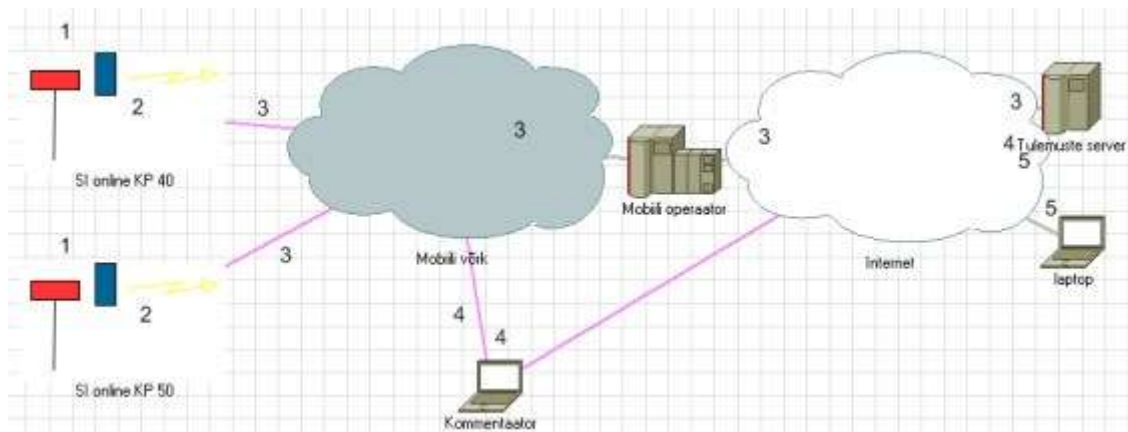 1
2
3
SI online KP 40
1
2
3
SI online KP 50
3
Mobiili võrk
Mobiili operaator
4
4
Kommentaator
3
Internet
3
4
Tulemuste server
5
5
laptop